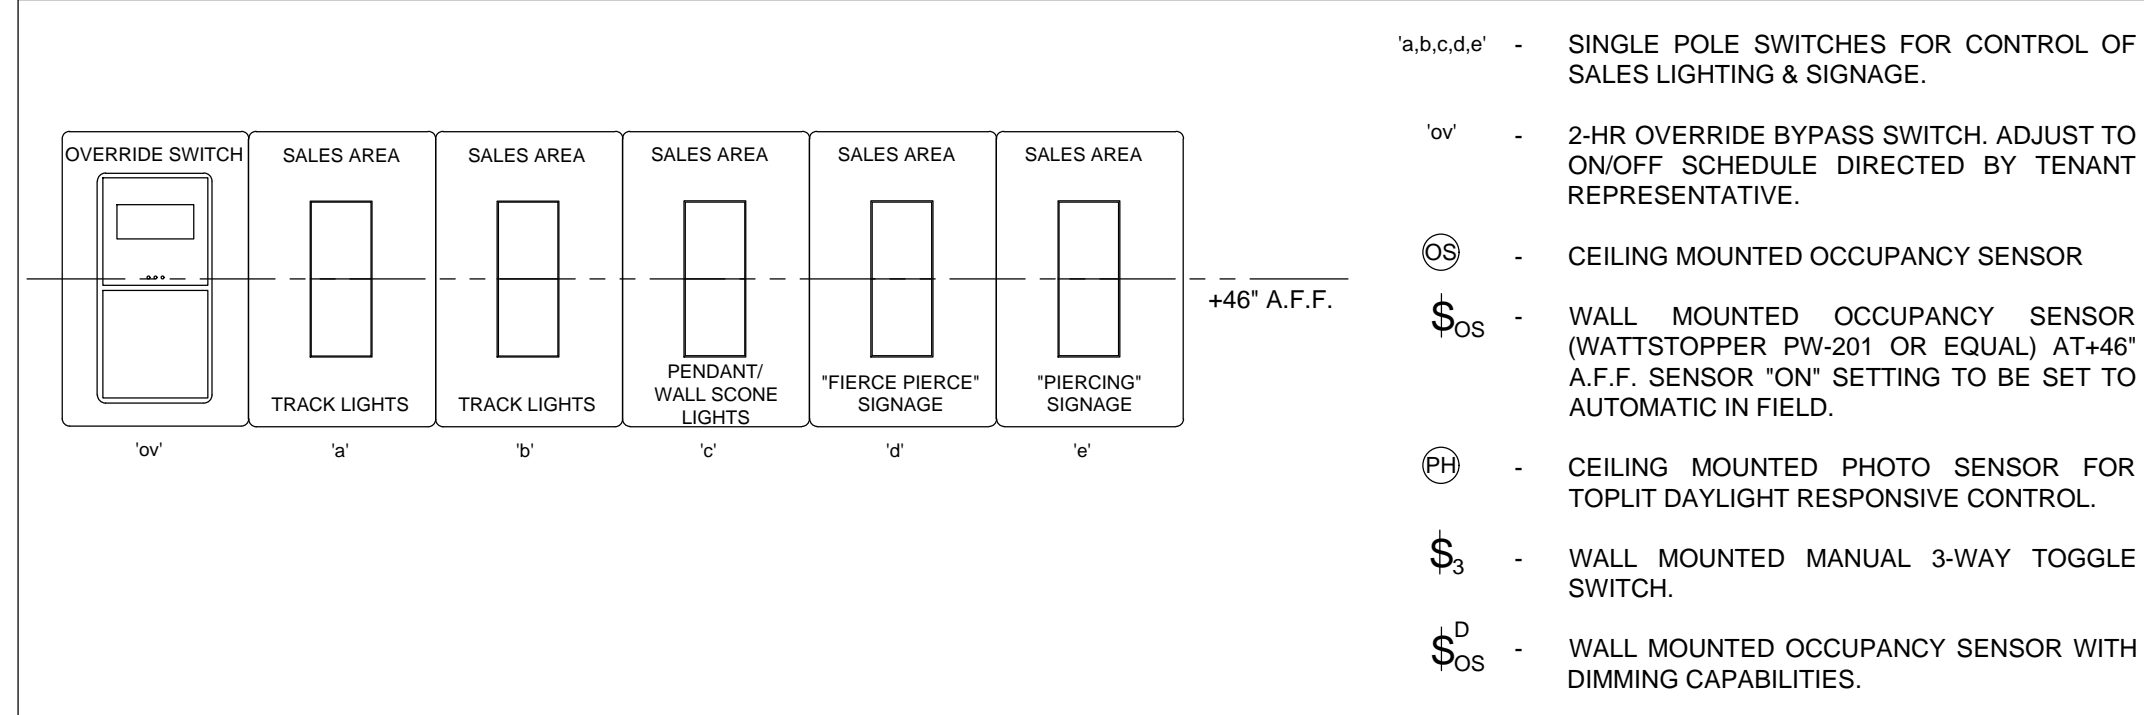 OVERRIDE SWITCH
'ov'
SALES AREA
TRACK LIGHTS
'a'
SALES AREA
TRACK LIGHTS
'b'
SALES AREA
PENDANT/
WALL SCONE
LIGHTS
'c'
SALES AREA
"FIERCE PIERCE"
SIGNAGE
'd'
SALES AREA
"PIERCING"
SIGNAGE
'e'
+46" A.F.F.
'a,b,c,d,e' - SINGLE POLE SWITCHES FOR CONTROL OF
SALES LIGHTING & SIGNAGE.
'ov' - 2-HR OVERRIDE BYPASS SWITCH. ADJUST TO
ON/OFF SCHEDULE DIRECTED BY TENANT
REPRESENTATIVE.
OS - CEILING MOUNTED OCCUPANCY SENSOR
$OS - WALL MOUNTED OCCUPANCY SENSOR
(WATTSTOPPER PW-201 OR EQUAL) AT+46"
A.F.F. SENSOR "ON" SETTING TO BE SET TO
AUTOMATIC IN FIELD.
PH - CEILING MOUNTED PHOTO SENSOR FOR
TOPLIT DAYLIGHT RESPONSIVE CONTROL.
$3 - WALL MOUNTED MANUAL 3-WAY TOGGLE
SWITCH.
$D OS - WALL MOUNTED OCCUPANCY SENSOR WITH
DIMMING CAPABILITIES.